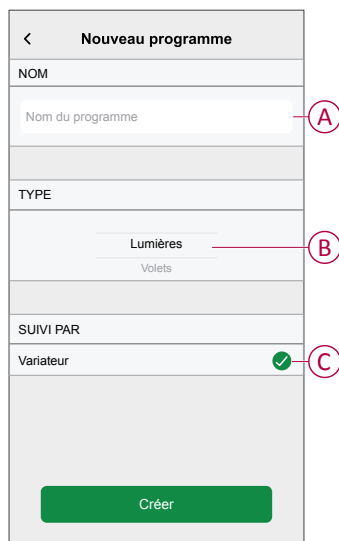 Nouveau programme
NOM
Nom du programme
A
TYPE
Lumières
B
Volets
SUIVI PAR
Variateur
C
Créer